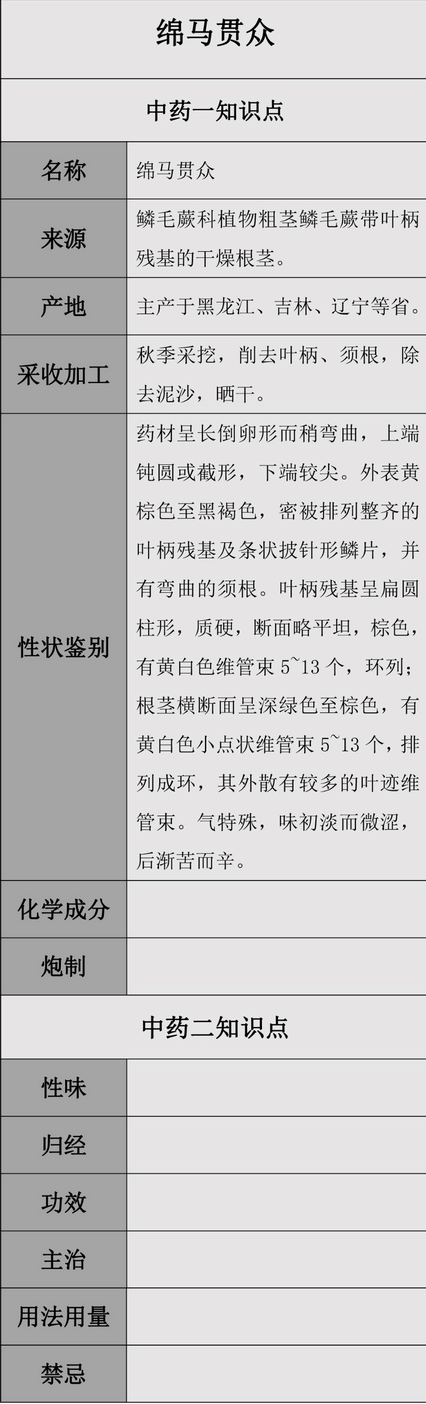 绵马贯众
中药一知识点
名称
绵马贯众
来源
鳞毛蕨科植物粗茎鳞毛蕨带叶柄
残基的干燥根茎。
产地
主产于黑龙江、吉林、辽宁等省。
采收加工
秋季采挖，削去叶柄、须根，除
去泥沙，晒干。
性状鉴别
药材呈长倒卵形而稍弯曲，上端
钝圆或截形，下端较尖。外表黄
棕色至黑褐色，密被排列整齐的
叶柄残基及条状披针形鳞片，并
有弯曲的须根。叶柄残基呈扁圆
柱形，质硬，断面略平坦，棕色，
有黄白色维管束 5~13 个，环列；
根茎横断面呈深绿色至棕色，有
黄白色小点状维管束 5~13 个，排
列成环，其外散有较多的叶迹维
管束。气特殊，味初淡而微涩，
后渐苦而辛。
化学成分
炮制
中药二知识点
性味
归经
功效
主治
用法用量
禁忌